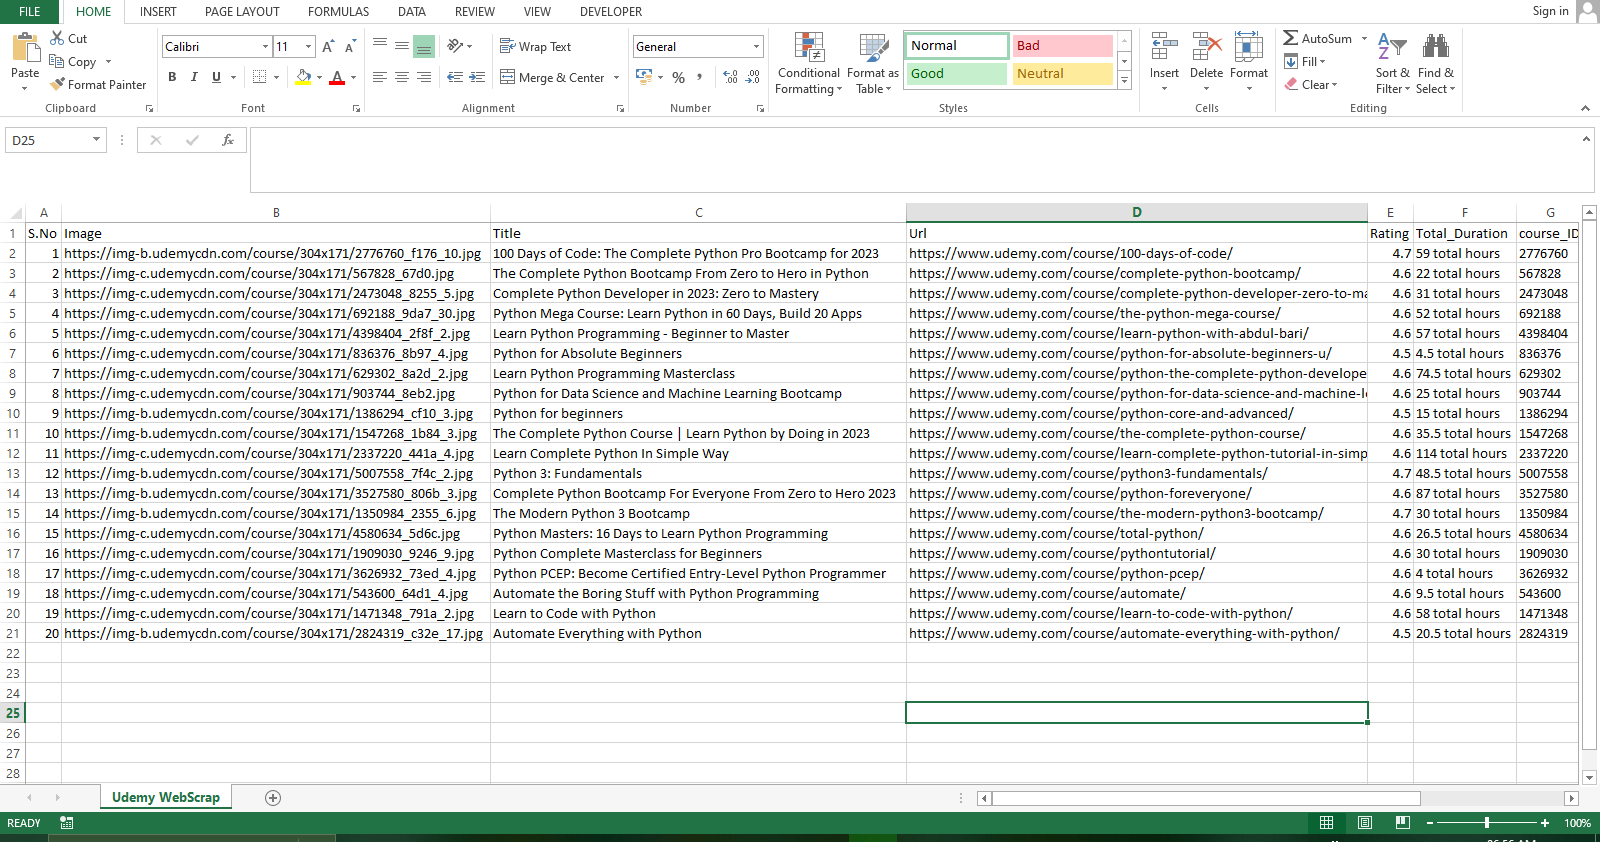 FILE HOME INSERT PAGE LAYOUT FORMULAS DATA REVIEW VIEW DEVELOPER Sign in
Paste
Cut
Copy
Format Painter
Clipboard
Calibri 11 A A
B I U A
Font
Wrap Text
Merge & Center
Alignment
General
% ,
Number
Conditional Formatting
Format as Table
Normal Bad
Good Neutral
Styles
Insert Delete Format
Cells
AutoSum
Fill
Clear
Sort & Filter
Find & Select
Editing
D25 fx
A B C D E F G
1 S.No Image Title Url Rating Total_Duration course_ID
2 1 https://img-b.udemycdn.com/course/304x171/2776760_f176_10.jpg 100 Days of Code: The Complete Python Pro Bootcamp for 2023 https://www.udemy.com/course/100-days-of-code/ 4.7 59 total hours 2776760
3 2 https://img-c.udemycdn.com/course/304x171/567828_67d0.jpg The Complete Python Bootcamp From Zero to Hero in Python https://www.udemy.com/course/complete-python-bootcamp/ 4.6 22 total hours 567828
4 3 https://img-c.udemycdn.com/course/304x171/2473048_8255_5.jpg Complete Python Developer in 2023: Zero to Mastery https://www.udemy.com/course/complete-python-developer-zero-to-ma 4.6 31 total hours 2473048
5 4 https://img-c.udemycdn.com/course/304x171/692188_9da7_30.jpg Python Mega Course: Learn Python in 60 Days, Build 20 Apps https://www.udemy.com/course/the-python-mega-course/ 4.6 52 total hours 692188
6 5 https://img-c.udemycdn.com/course/304x171/4398404_2f8f_2.jpg Learn Python Programming - Beginner to Master https://www.udemy.com/course/learn-python-with-abdul-bari/ 4.6 57 total hours 4398404
7 6 https://img-c.udemycdn.com/course/304x171/836376_8b97_4.jpg Python for Absolute Beginners https://www.udemy.com/course/python-for-absolute-beginners-u/ 4.5 4.5 total hours 836376
8 7 https://img-c.udemycdn.com/course/304x171/629302_8a2d_2.jpg Learn Python Programming Masterclass https://www.udemy.com/course/python-the-complete-python-develope 4.6 74.5 total hours 629302
9 8 https://img-c.udemycdn.com/course/304x171/903744_8eb2.jpg Python for Data Science and Machine Learning Bootcamp https://www.udemy.com/course/python-for-data-science-and-machine-l 4.6 25 total hours 903744
10 9 https://img-b.udemycdn.com/course/304x171/1386294_cf10_3.jpg Python for beginners https://www.udemy.com/course/python-core-and-advanced/ 4.5 15 total hours 1386294
11 10 https://img-b.udemycdn.com/course/304x171/1547268_1b84_3.jpg The Complete Python Course | Learn Python by Doing in 2023 https://www.udemy.com/course/the-complete-python-course/ 4.6 35.5 total hours 1547268
12 11 https://img-c.udemycdn.com/course/304x171/2337220_441a_4.jpg Learn Complete Python In Simple Way https://www.udemy.com/course/learn-complete-python-tutorial-in-simp 4.6 114 total hours 2337220
13 12 https://img-b.udemycdn.com/course/304x171/5007558_7f4c_2.jpg Python 3: Fundamentals https://www.udemy.com/course/python3-fundamentals/ 4.7 48.5 total hours 5007558
14 13 https://img-b.udemycdn.com/course/304x171/3527580_806b_3.jpg Complete Python Bootcamp For Everyone From Zero to Hero 2023 https://www.udemy.com/course/python-foreveryone/ 4.6 87 total hours 3527580
15 14 https://img-b.udemycdn.com/course/304x171/1350984_2355_6.jpg The Modern Python 3 Bootcamp https://www.udemy.com/course/the-modern-python3-bootcamp/ 4.7 30 total hours 1350984
16 15 https://img-c.udemycdn.com/course/304x171/4580634_5d6c.jpg Python Masters: 16 Days to Learn Python Programming https://www.udemy.com/course/total-python/ 4.6 26.5 total hours 4580634
17 16 https://img-c.udemycdn.com/course/304x171/1909030_9246_9.jpg Python Complete Masterclass for Beginners https://www.udemy.com/course/pythontutorial/ 4.6 30 total hours 1909030
18 17 https://img-c.udemycdn.com/course/304x171/3626932_73ed_4.jpg Python PCEP: Become Certified Entry-Level Python Programmer https://www.udemy.com/course/python-pcep/ 4.6 4 total hours 3626932
19 18 https://img-c.udemycdn.com/course/304x171/543600_64d1_4.jpg Automate the Boring Stuff with Python Programming https://www.udemy.com/course/automate/ 4.6 9.5 total hours 543600
20 19 https://img-b.udemycdn.com/course/304x171/1471348_791a_2.jpg Learn to Code with Python https://www.udemy.com/course/learn-to-code-with-python/ 4.6 58 total hours 1471348
21 20 https://img-b.udemycdn.com/course/304x171/2824319_c32e_17.jpg Automate Everything with Python https://www.udemy.com/course/automate-everything-with-python/ 4.5 20.5 total hours 2824319
22
23
24
25
26
27
28
Udemy WebScrap
READY 100%